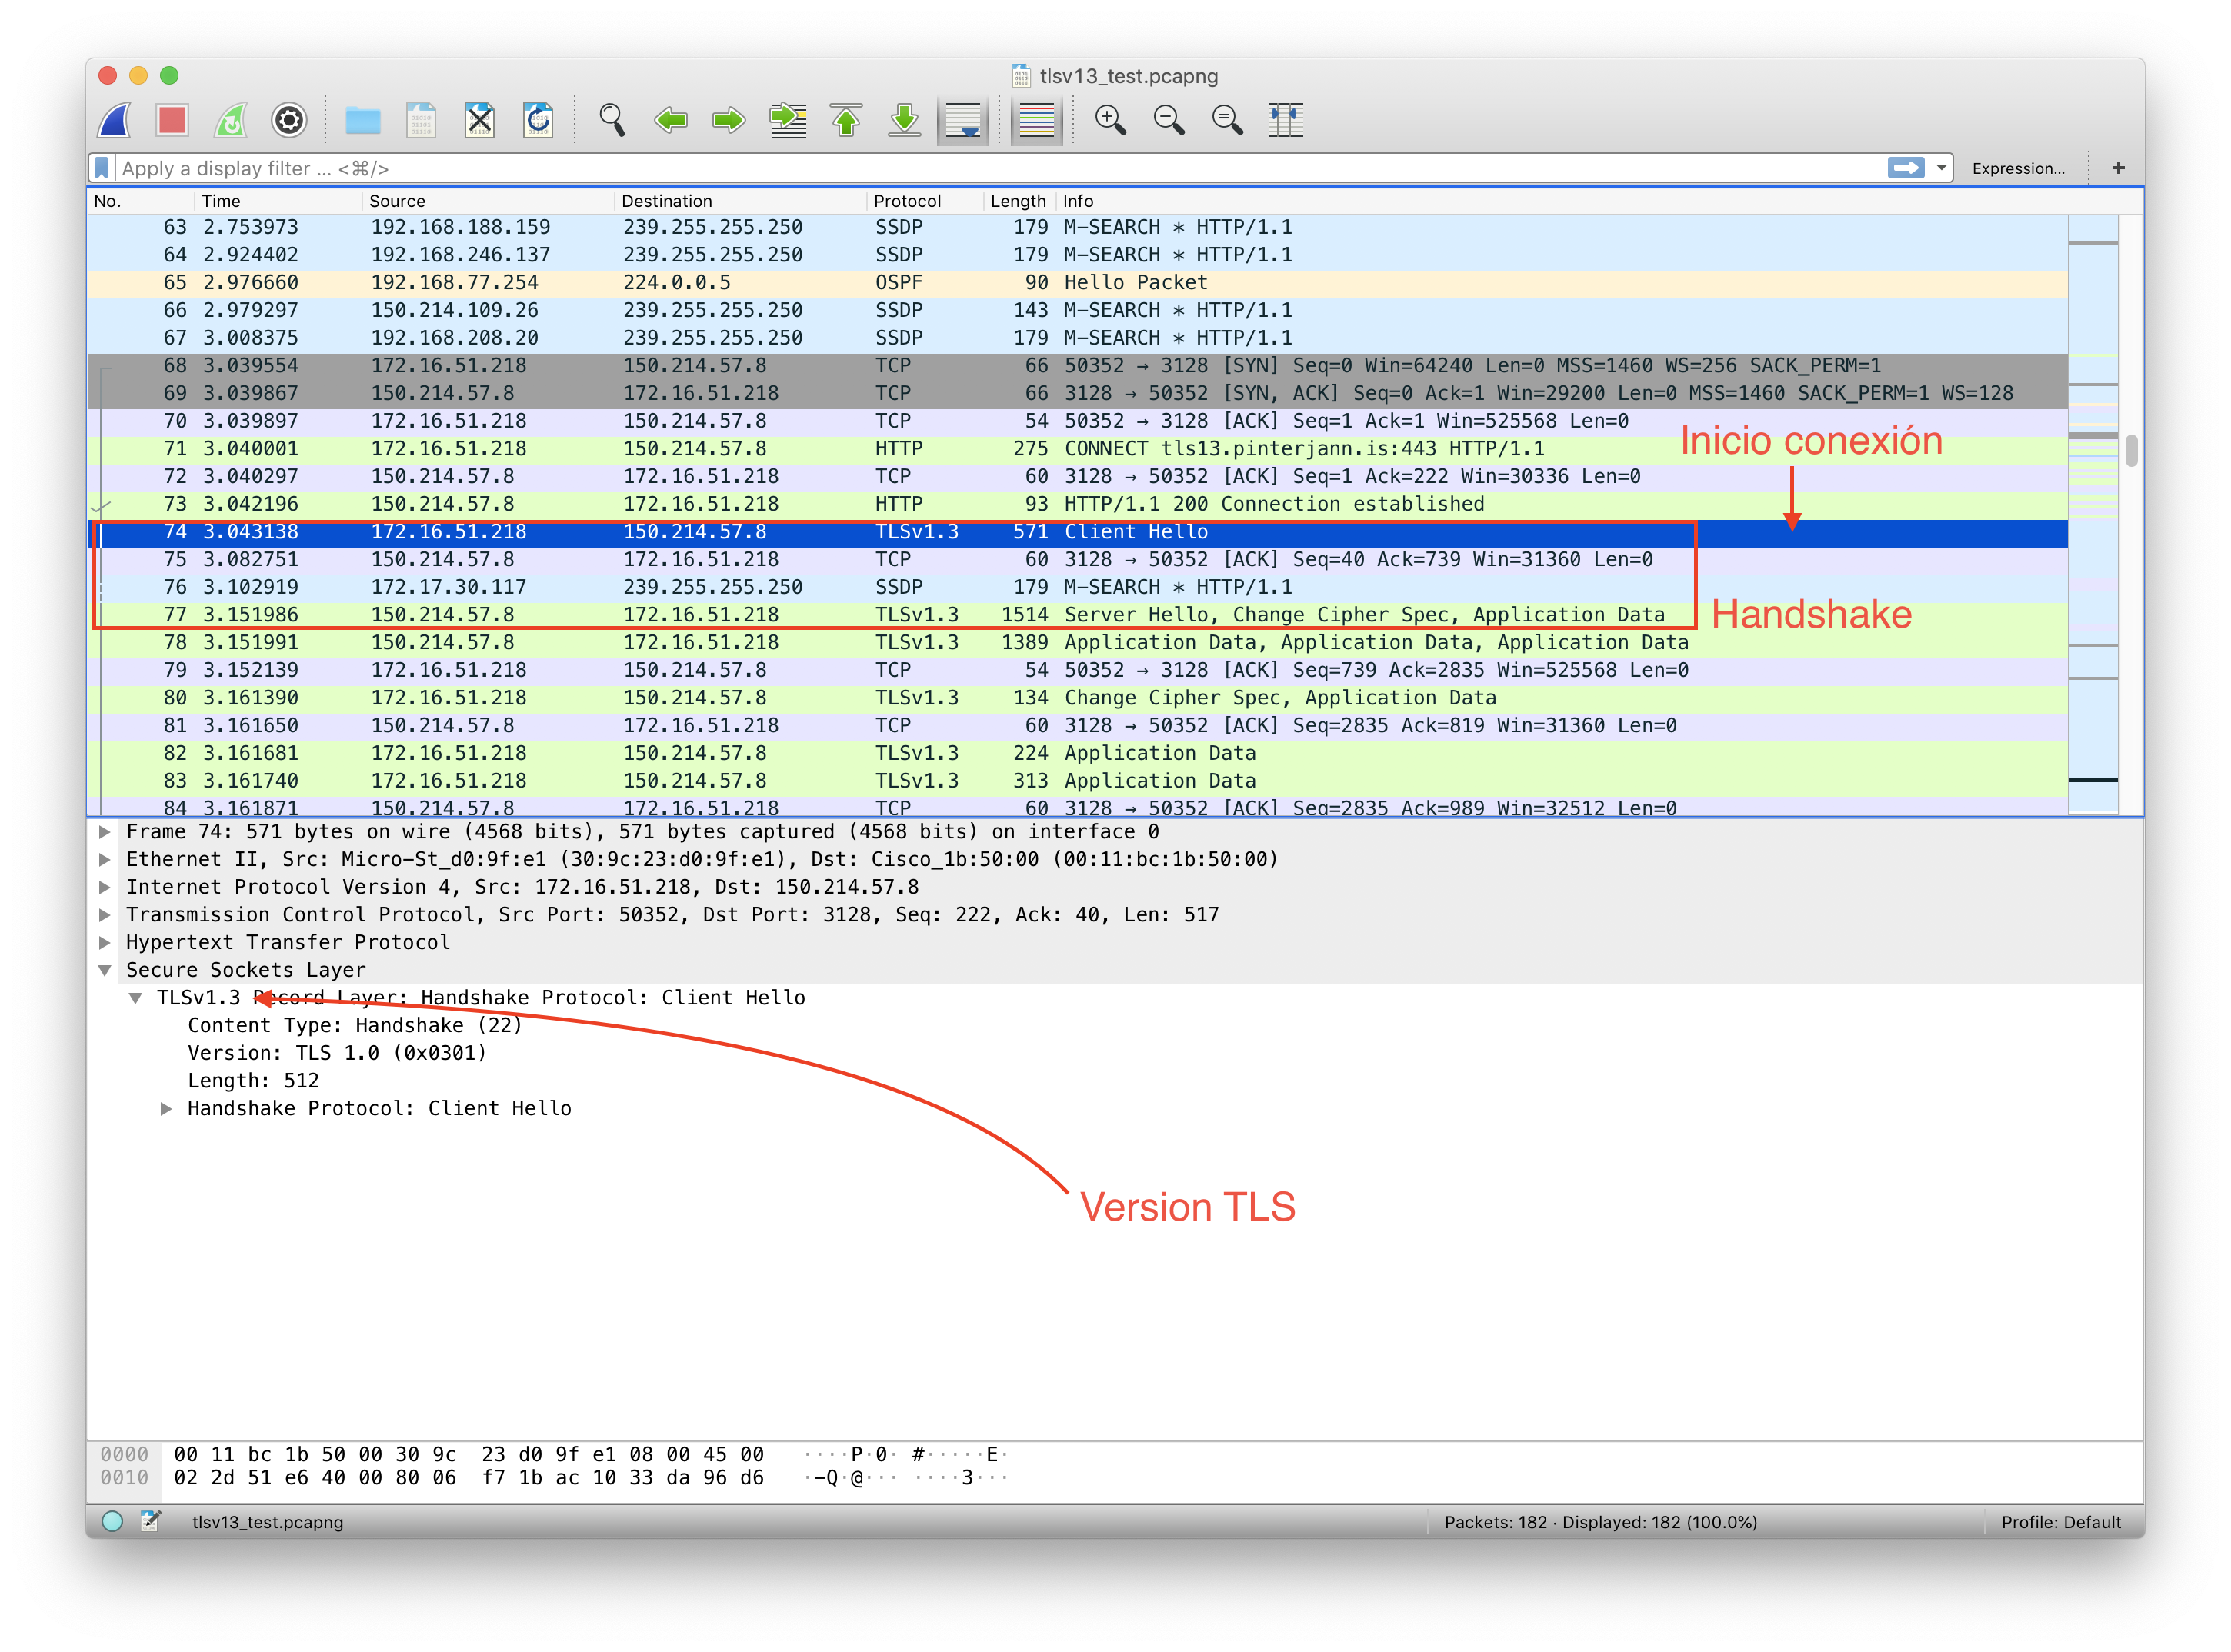 tlsv13_test.pcapng
Apply a display filter ... <⌘/>
Expression...
+
No. Time Source Destination Protocol Length Info
63 2.753973 192.168.188.159 239.255.255.250 SSDP 179 M-SEARCH * HTTP/1.1
64 2.924402 192.168.246.137 239.255.255.250 SSDP 179 M-SEARCH * HTTP/1.1
65 2.976660 192.168.77.254 224.0.0.5 OSPF 90 Hello Packet
66 2.979297 150.214.109.26 239.255.255.250 SSDP 143 M-SEARCH * HTTP/1.1
67 3.008375 192.168.208.20 239.255.255.250 SSDP 179 M-SEARCH * HTTP/1.1
68 3.039554 172.16.51.218 150.214.57.8 TCP 66 50352 → 3128 [SYN] Seq=0 Win=64240 Len=0 MSS=1460 WS=256 SACK_PERM=1
69 3.039867 150.214.57.8 172.16.51.218 TCP 66 3128 → 50352 [SYN, ACK] Seq=0 Ack=1 Win=29200 Len=0 MSS=1460 SACK_PERM=1 WS=128
70 3.039897 172.16.51.218 150.214.57.8 TCP 54 50352 → 3128 [ACK] Seq=1 Ack=1 Win=525568 Len=0
Inicio conexión
71 3.040001 172.16.51.218 150.214.57.8 HTTP 275 CONNECT tls13.pinterjann.is:443 HTTP/1.1
72 3.040297 150.214.57.8 172.16.51.218 TCP 60 3128 → 50352 [ACK] Seq=1 Ack=222 Win=30336 Len=0
73 3.042196 150.214.57.8 172.16.51.218 HTTP 93 HTTP/1.1 200 Connection established
74 3.043138 172.16.51.218 150.214.57.8 TLSv1.3 571 Client Hello
75 3.082751 150.214.57.8 172.16.51.218 TCP 60 3128 → 50352 [ACK] Seq=40 Ack=739 Win=31360 Len=0
76 3.102919 172.17.30.117 239.255.255.250 SSDP 179 M-SEARCH * HTTP/1.1
77 3.151986 150.214.57.8 172.16.51.218 TLSv1.3 1514 Server Hello, Change Cipher Spec, Application Data
Handshake
78 3.151991 150.214.57.8 172.16.51.218 TLSv1.3 1389 Application Data, Application Data, Application Data
79 3.152139 172.16.51.218 150.214.57.8 TCP 54 50352 → 3128 [ACK] Seq=739 Ack=2835 Win=525568 Len=0
80 3.161390 172.16.51.218 150.214.57.8 TLSv1.3 134 Change Cipher Spec, Application Data
81 3.161650 150.214.57.8 172.16.51.218 TCP 60 3128 → 50352 [ACK] Seq=2835 Ack=819 Win=31360 Len=0
82 3.161681 172.16.51.218 150.214.57.8 TLSv1.3 224 Application Data
83 3.161740 172.16.51.218 150.214.57.8 TLSv1.3 313 Application Data
84 3.161871 150.214.57.8 172.16.51.218 TCP 60 3128 → 50352 [ACK] Seq=2835 Ack=989 Win=32512 Len=0
Frame 74: 571 bytes on wire (4568 bits), 571 bytes captured (4568 bits) on interface 0
Ethernet II, Src: Micro-St_d0:9f:e1 (30:9c:23:d0:9f:e1), Dst: Cisco_1b:50:00 (00:11:bc:1b:50:00)
Internet Protocol Version 4, Src: 172.16.51.218, Dst: 150.214.57.8
Transmission Control Protocol, Src Port: 50352, Dst Port: 3128, Seq: 222, Ack: 40, Len: 517
Hypertext Transfer Protocol
Secure Sockets Layer
TLSv1.3 Record Layer: Handshake Protocol: Client Hello
Content Type: Handshake (22)
Version: TLS 1.0 (0x0301)
Length: 512
Handshake Protocol: Client Hello
Version TLS
0000 00 11 bc 1b 50 00 30 9c 23 d0 9f e1 08 00 45 00 ····P·0· #·····E·
0010 02 2d 51 e6 40 00 80 06 f7 1b ac 10 33 da 96 d6 ·-Q·@··· ····3···
tlsv13_test.pcapng
Packets: 182 · Displayed: 182 (100.0%)
Profile: Default